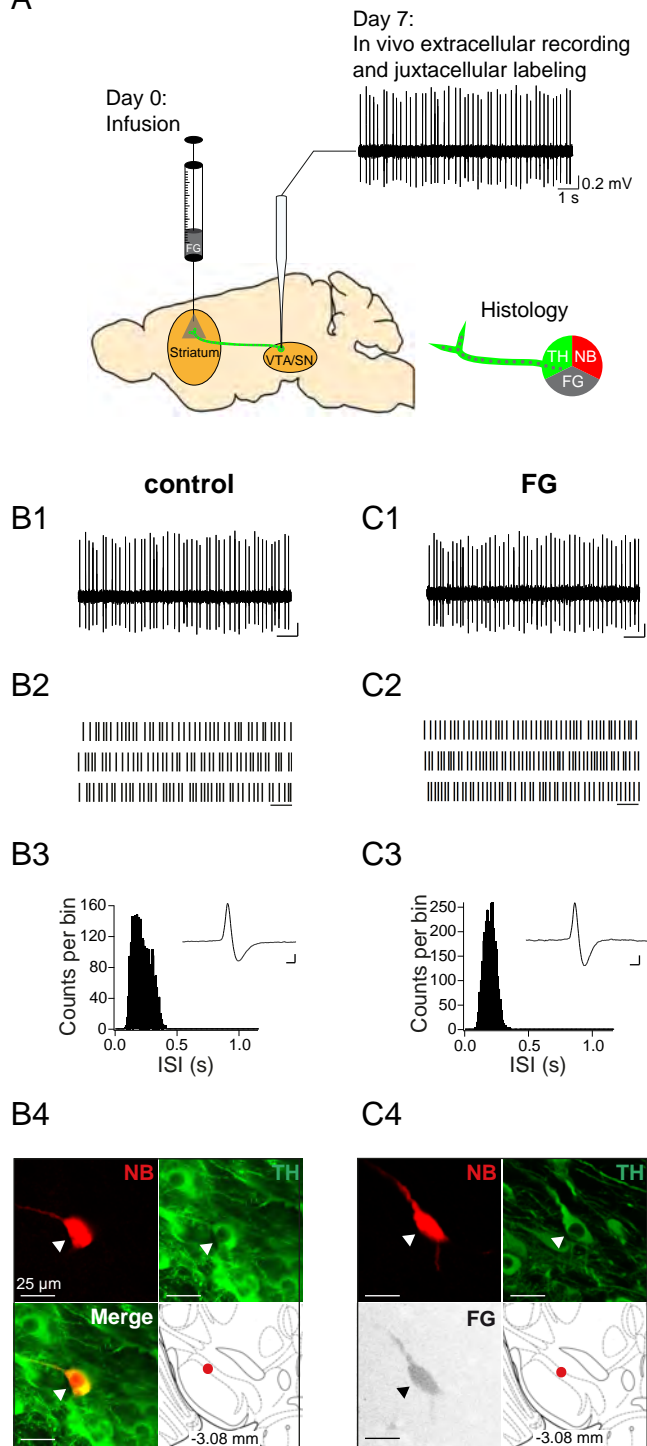 A
Day 7:
In vivo extracellular recording
and juxtacellular labeling
Day 0:
Infusion
0.2 mV
1 s
FG
Histology
Striatum
VTA/SN
TH
NB
FG
control
FG
B1
C1
B2
C2
B3
C3
Counts per bin
160
120
80
40
0
0.0
0.5
1.0
ISI (s)
Counts per bin
250
200
150
100
50
0
0.0
0.5
1.0
ISI (s)
B4
C4
NB
TH
25 µm
Merge
-3.08 mm
NB
TH
FG
-3.08 mm